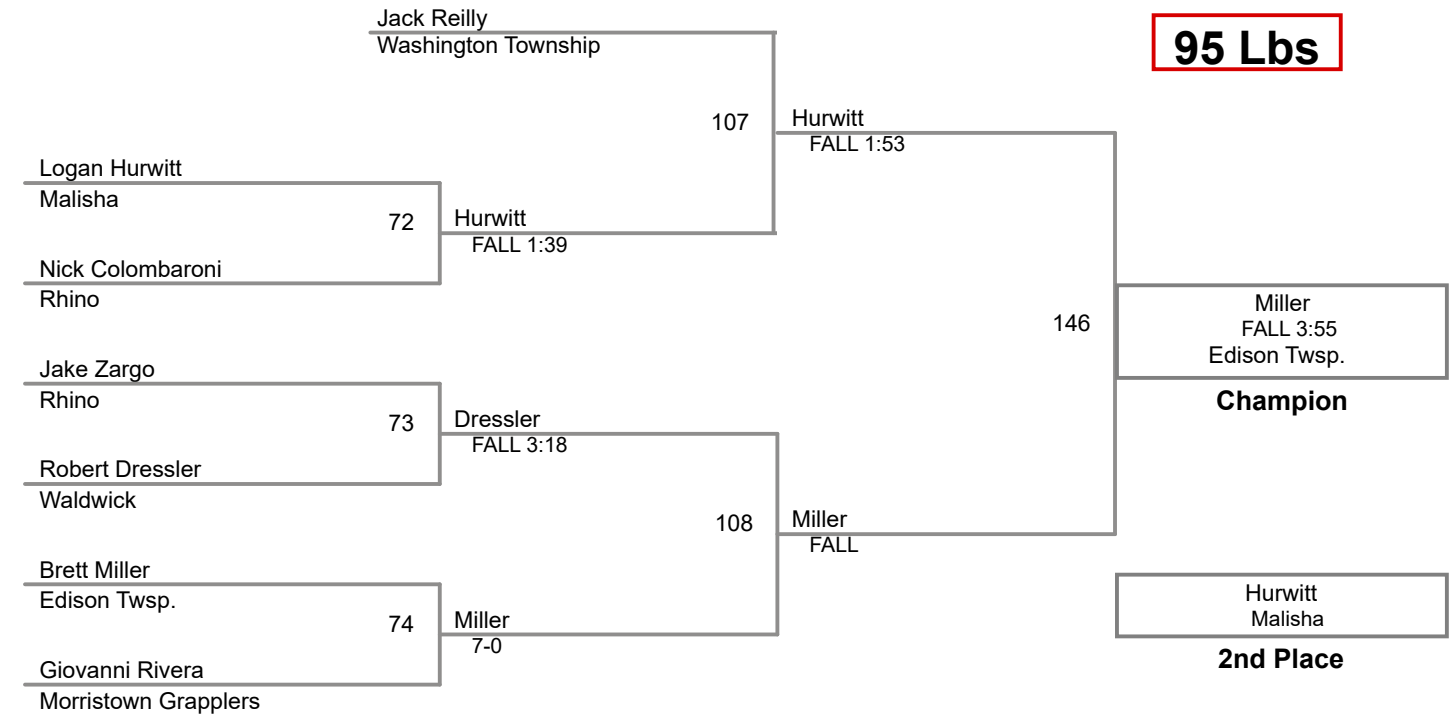 Jack Reilly
Washington Township
95 Lbs
107
Hurwitt
FALL 1:53
Logan Hurwitt
Malisha
72
Hurwitt
FALL 1:39
Nick Colombaroni
Rhino
146
Miller
FALL 3:55
Edison Twsp.
Champion
Jake Zargo
Rhino
73
Dressler
FALL 3:18
Robert Dressler
Waldwick
108
Miller
FALL
Brett Miller
Edison Twsp.
74
Miller
7-0
Giovanni Rivera
Morristown Grapplers
Hurwitt
Malisha
2nd Place